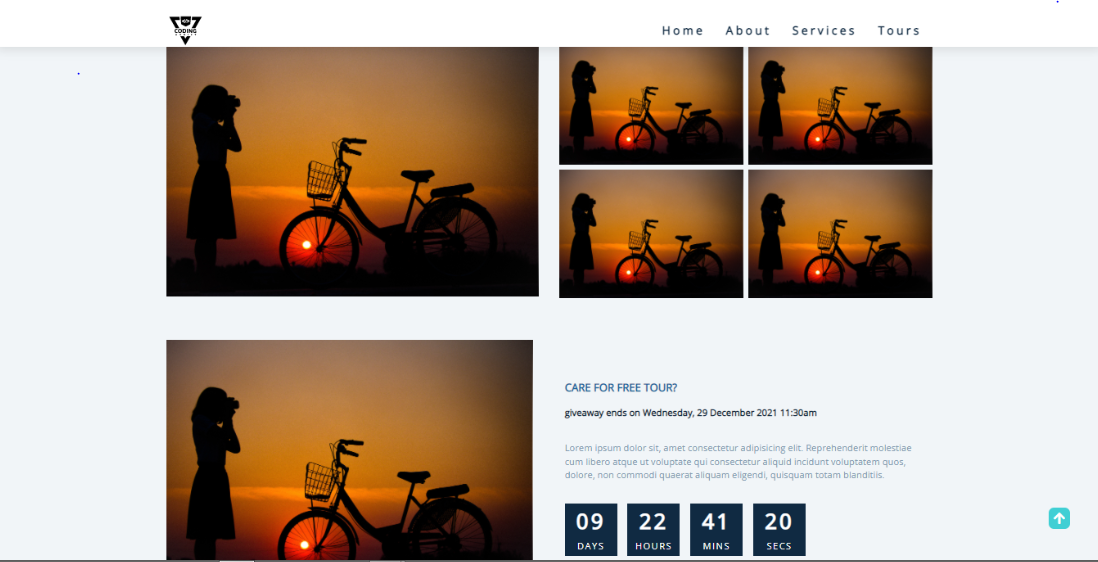 CODING
Home About Services Tours
CARE FOR FREE TOUR?
giveaway ends on Wednesday, 29 December 2021 11:30am
Lorem ipsum dolor sit, amet consectetur adipisicing elit. Reprehenderit molestiae
cum libero atque ut voluptate qui consectetur aliquid incidunt voluptatem quos,
dolore, non commodi quaerat aliquam eligendi, quisquam totam blanditiis.
09 22 41 20
DAYS HOURS MINS SECS